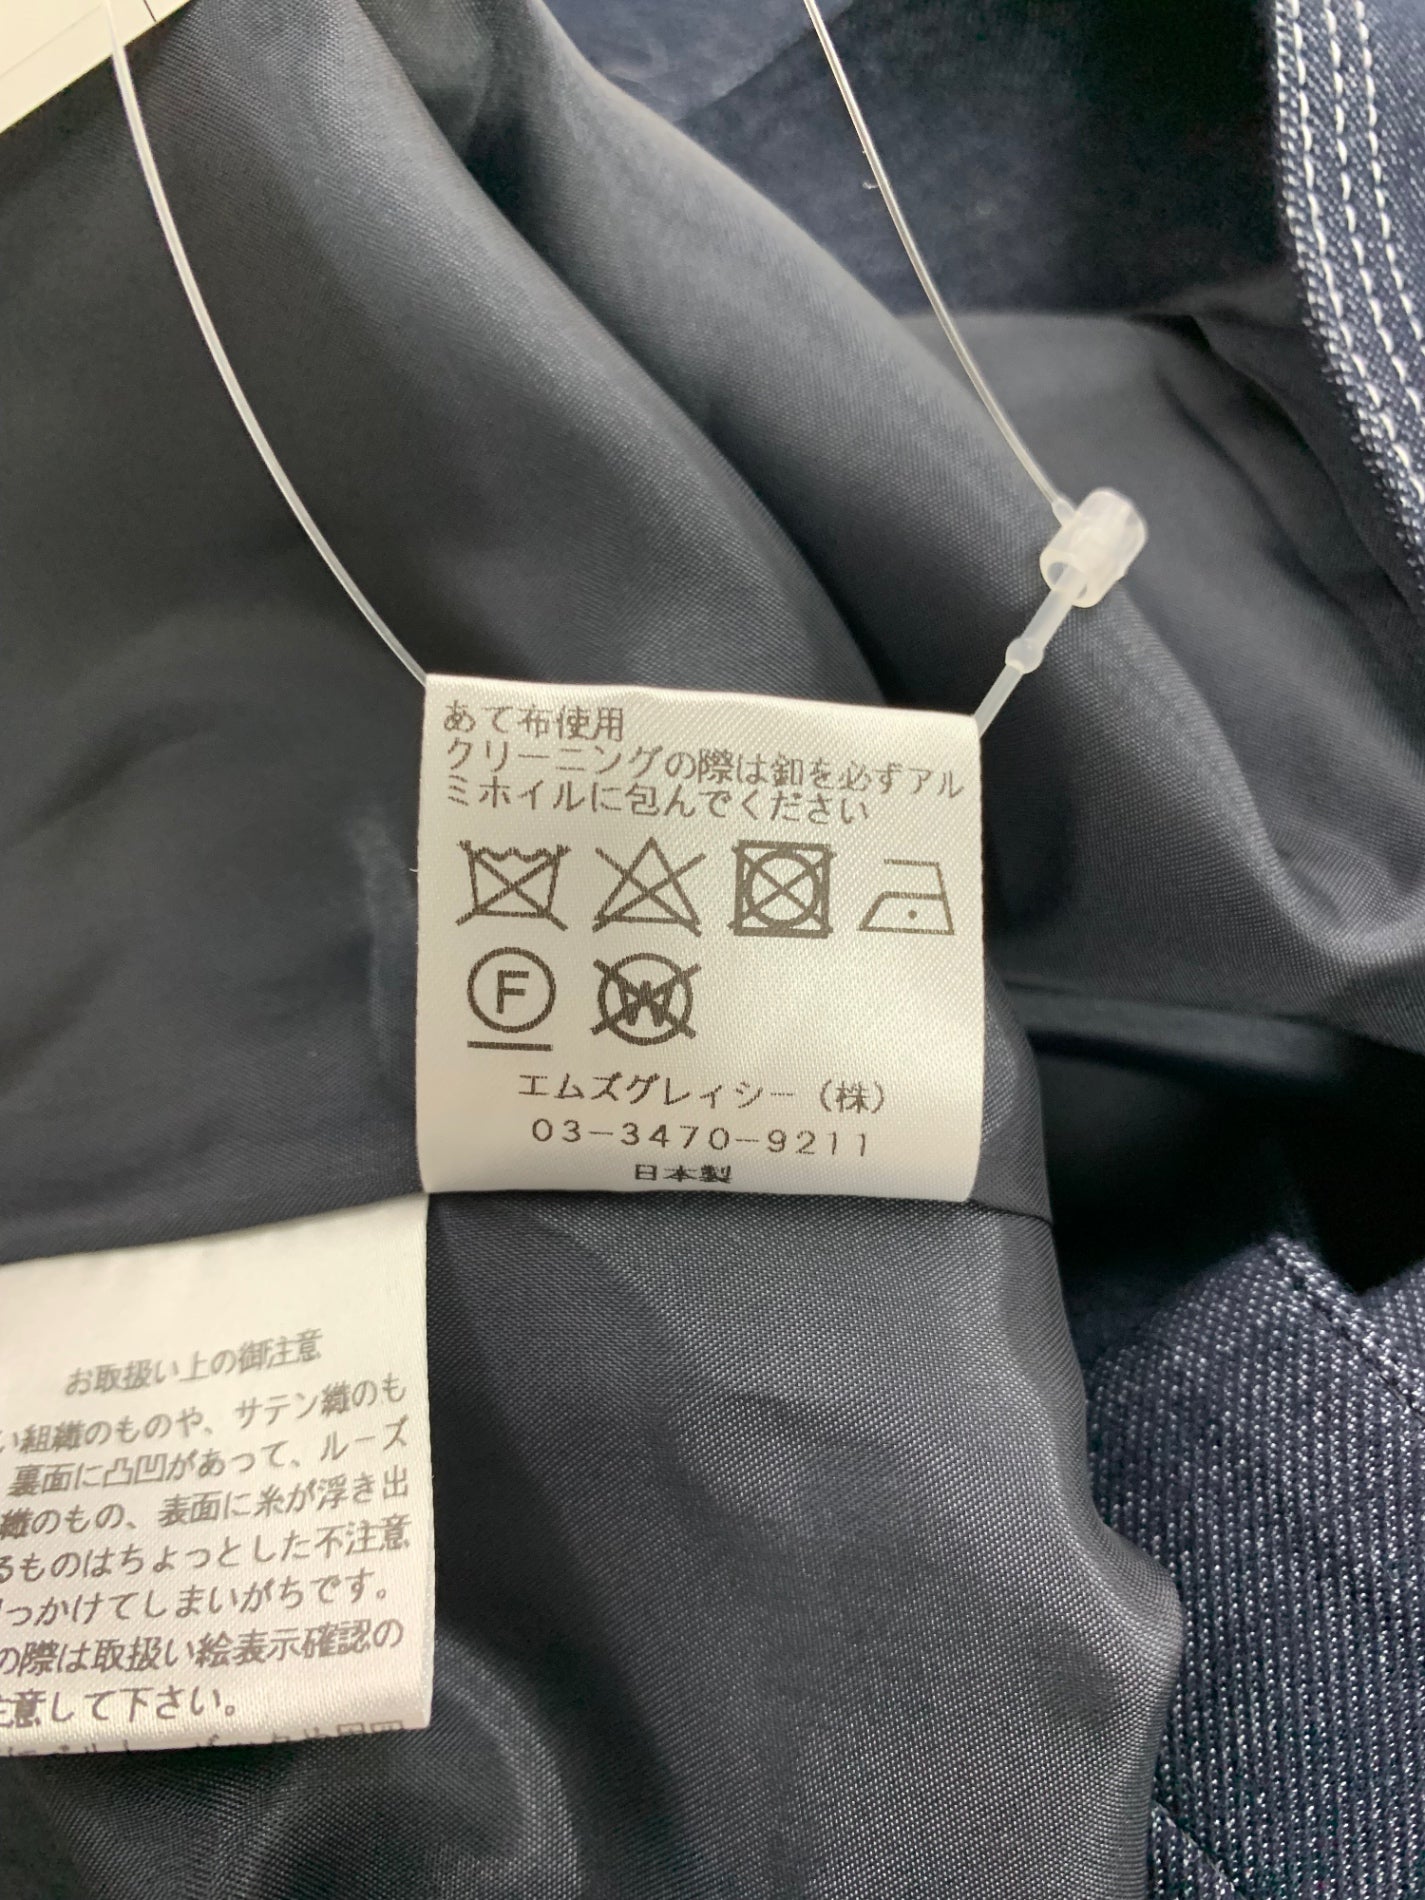 あて布使用
クリーニングの際は釦を必ずアル
ミホイルに包んでください
F
W
エムズグレイシー（株）
03-3470-9211
日本製
お取扱い上の御注意
い組織のものや、サテン織のも
裏面に凸凹があって、ルーズ
織のもの、表面に糸が浮き出
るものはちょっとした不注意
っかけてしまいがちです。
の際は取扱い絵表示確認の
注意して下さい。